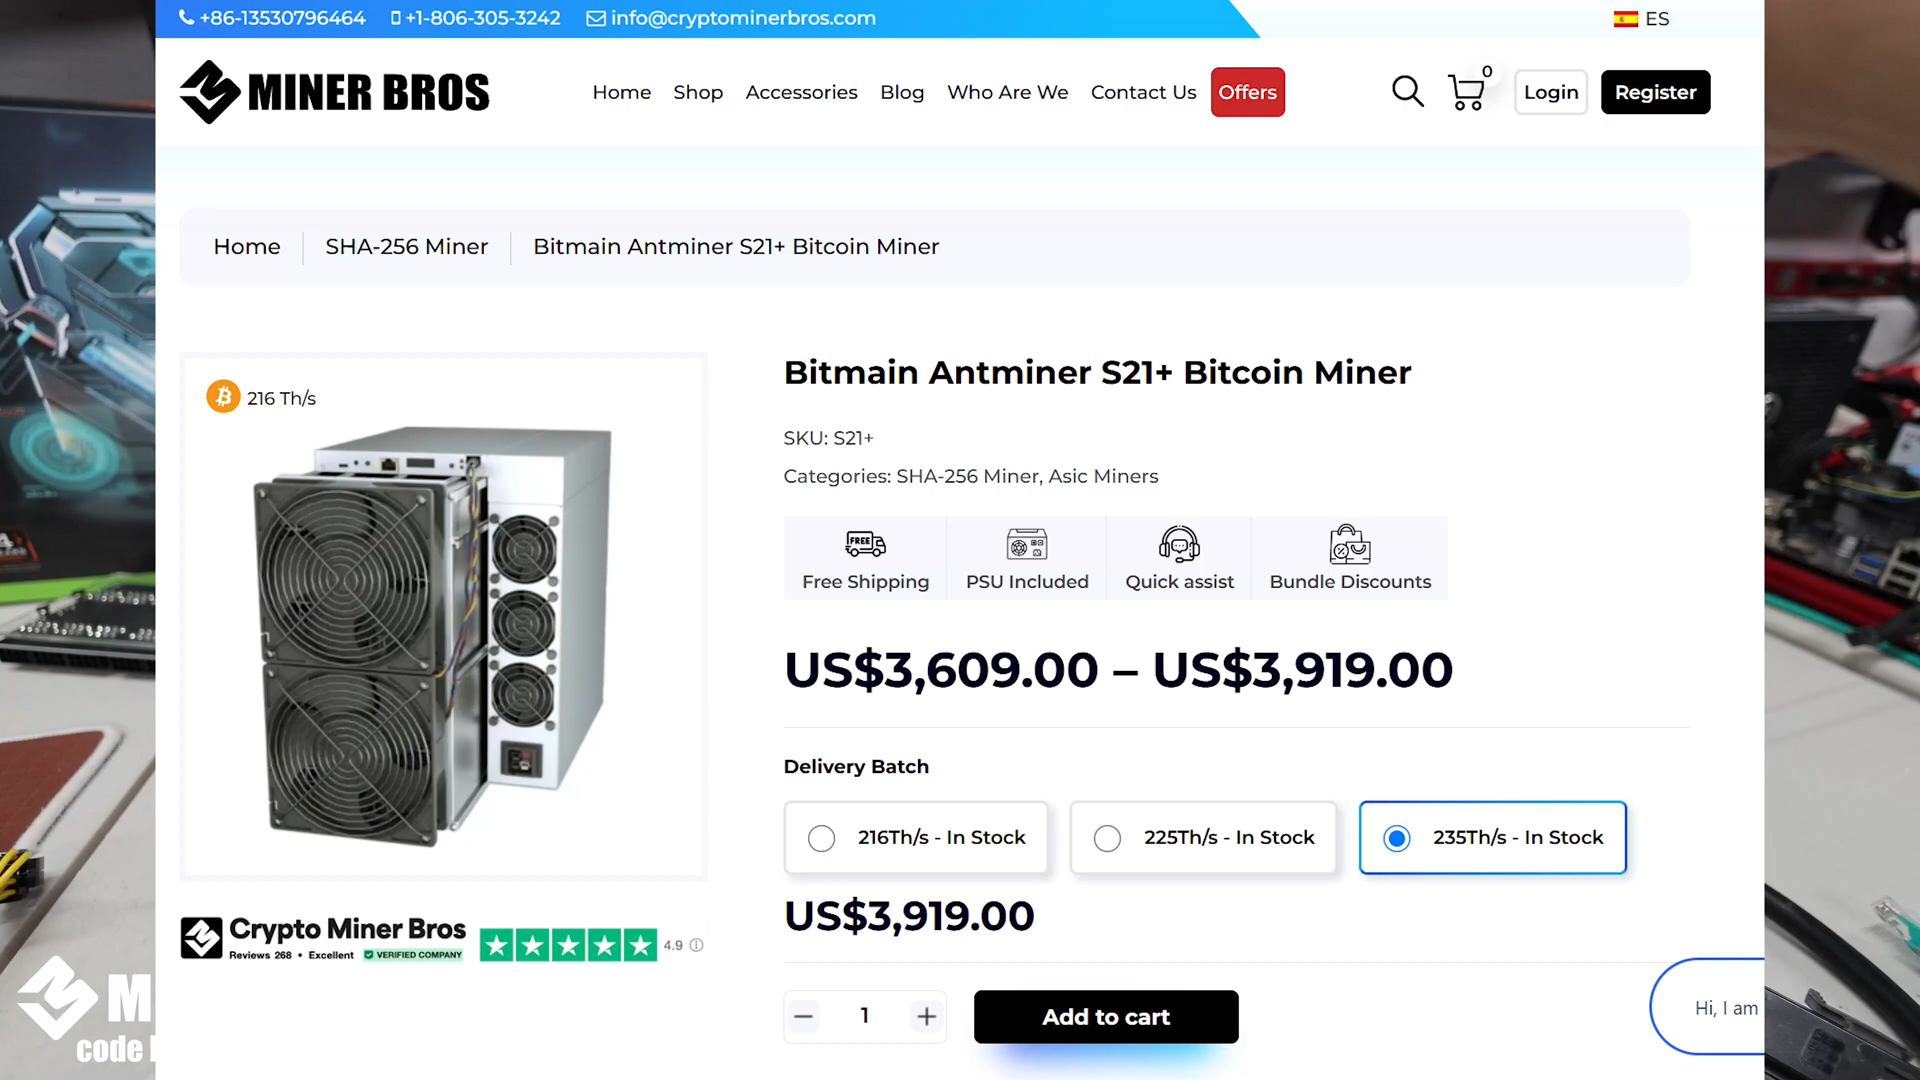 +86-13530796464 +1-806-305-3242 info@cryptominerbros.com ES
MINER BROS Home Shop Accessories Blog Who Are We Contact Us Offers 0 Login Register
Home SHA-256 Miner Bitmain Antminer S21+ Bitcoin Miner
216 Th/s
Bitmain Antminer S21+ Bitcoin Miner
SKU: S21+
Categories: SHA-256 Miner, Asic Miners
FREE
Free Shipping PSU Included Quick assist Bundle Discounts
US$3,609.00 – US$3,919.00
Delivery Batch
216Th/s - In Stock 225Th/s - In Stock 235Th/s - In Stock
US$3,919.00
Crypto Miner Bros
Reviews 268 • Excellent VERIFIED COMPANY 4.9
1 Add to cart
Hi, I am
M
code